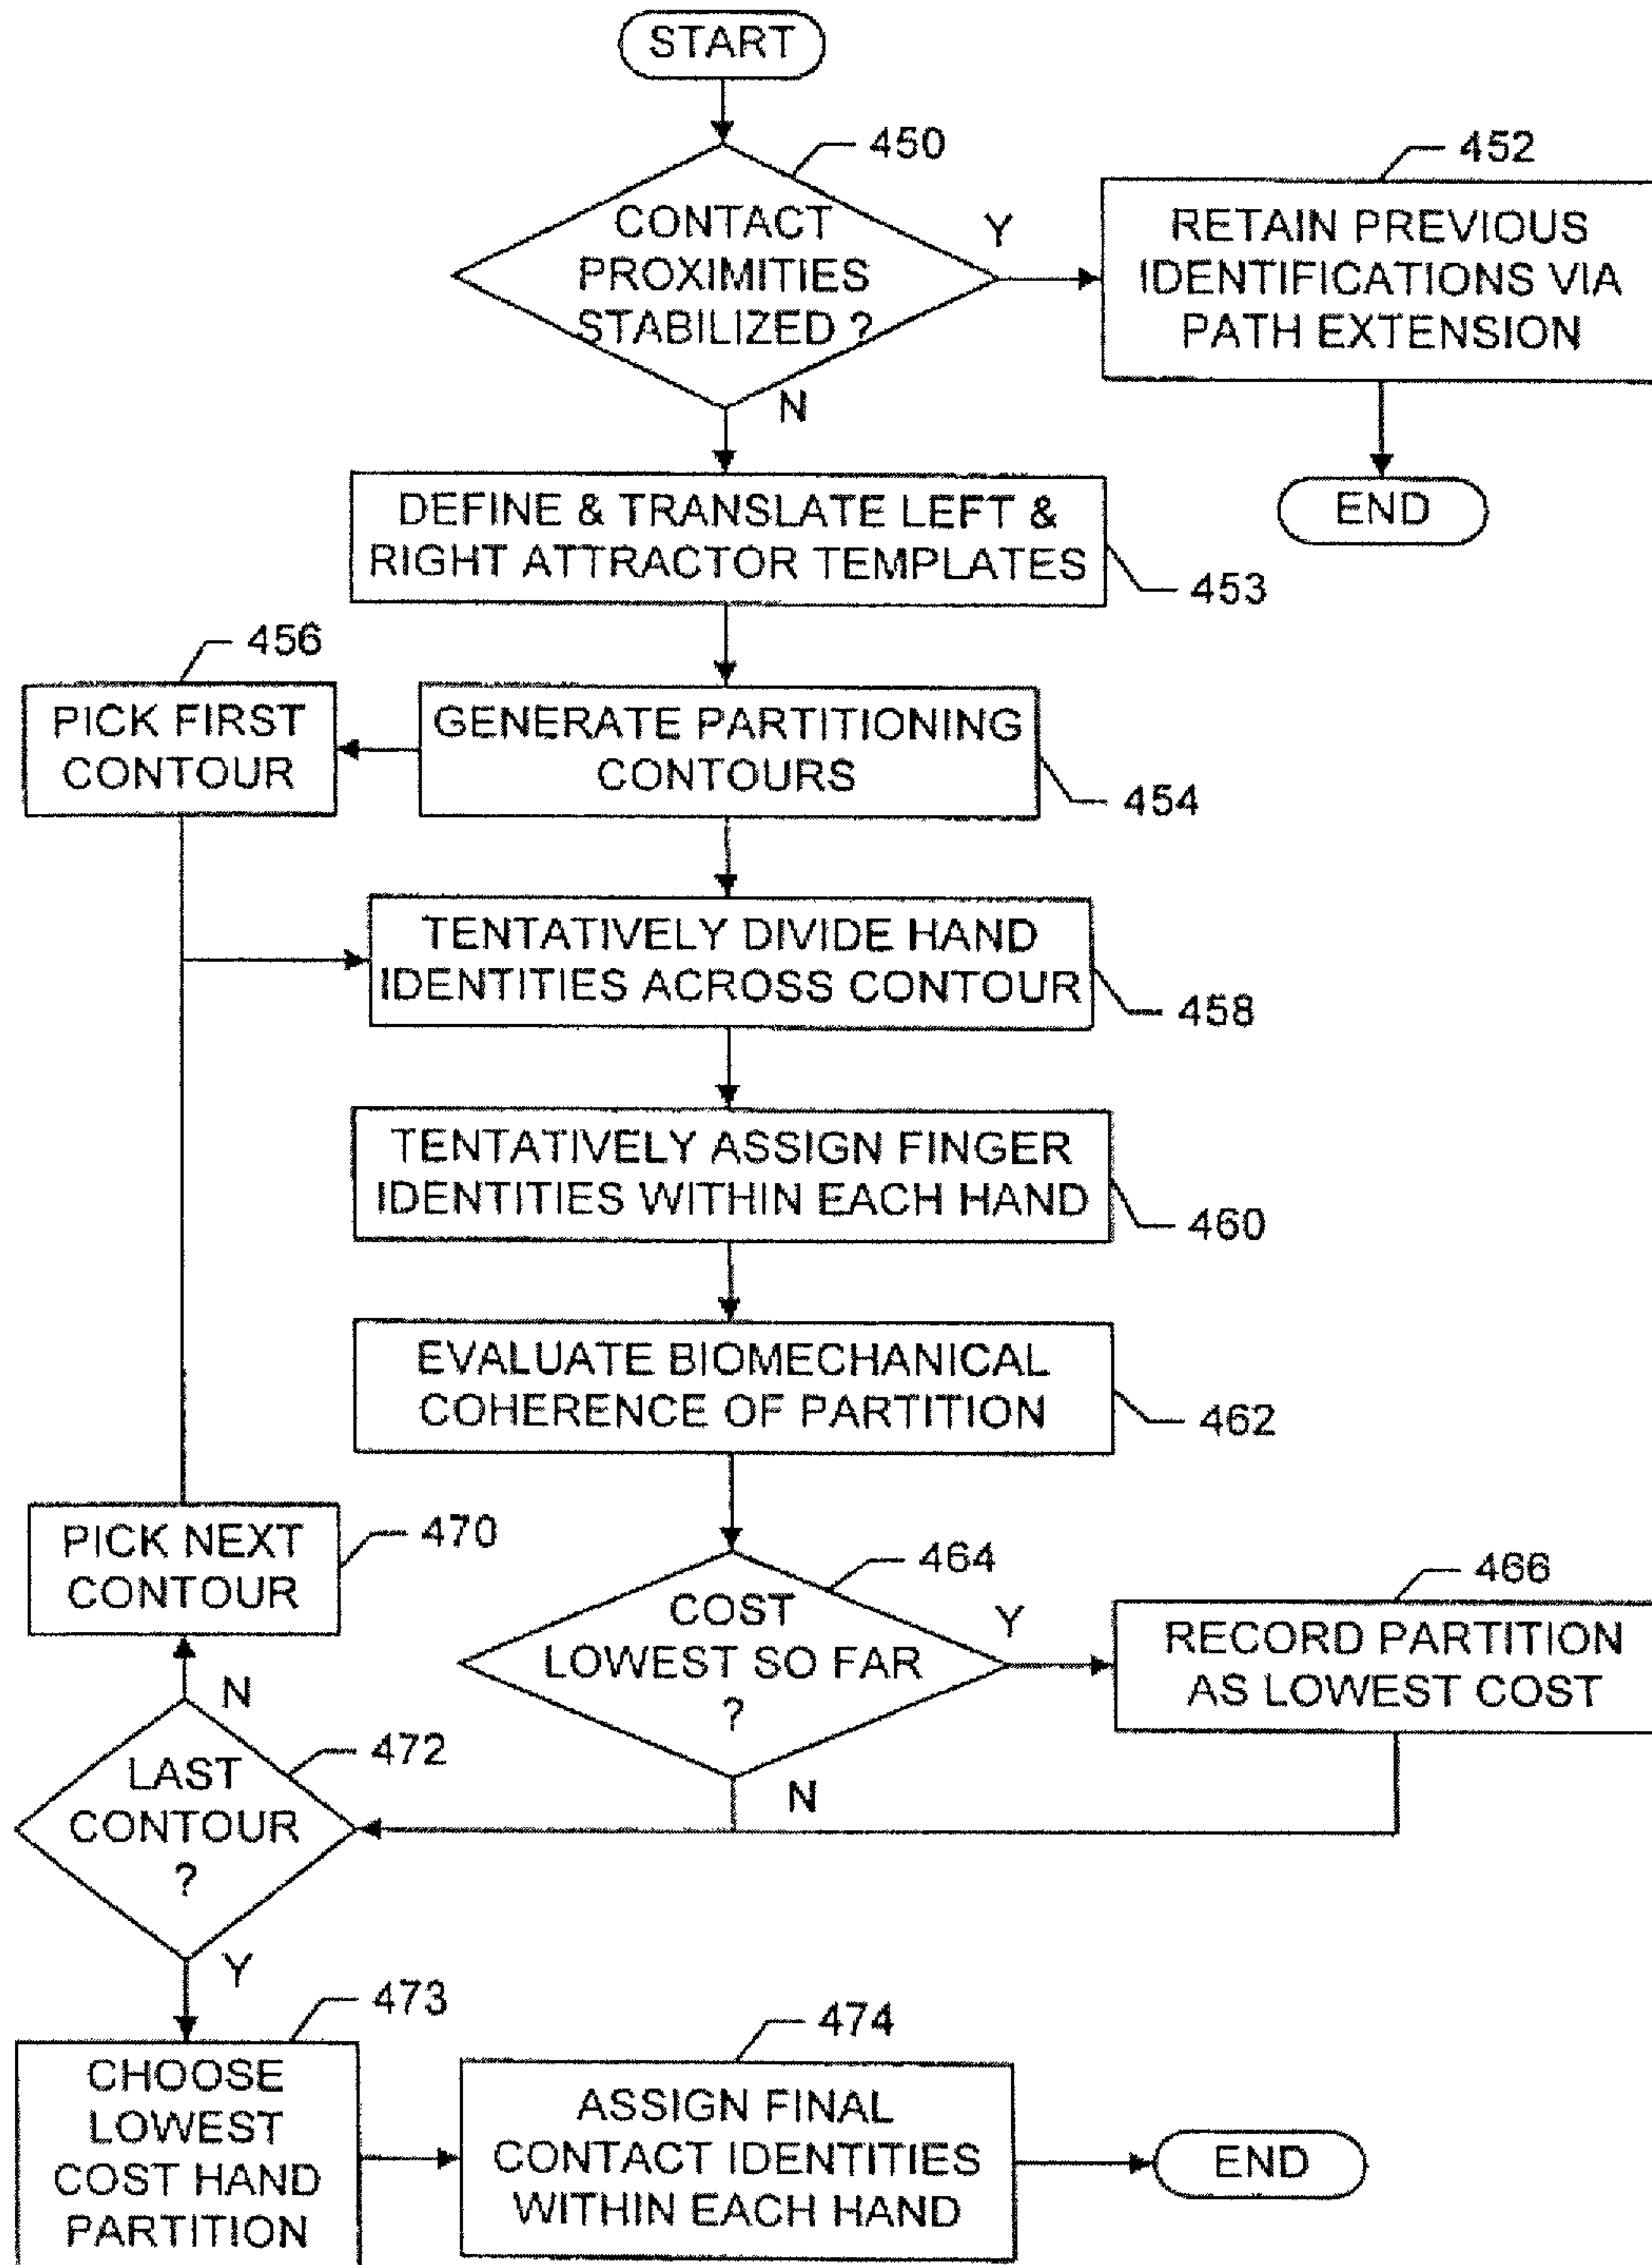 START
450
CONTACT
PROXIMITIES
STABILIZED ?
Y
N
452
RETAIN PREVIOUS
IDENTIFICATIONS VIA
PATH EXTENSION
END
DEFINE & TRANSLATE LEFT &
RIGHT ATTRACTOR TEMPLATES
453
456
PICK FIRST
CONTOUR
GENERATE PARTITIONING
CONTOURS
454
TENTATIVELY DIVIDE HAND
IDENTITIES ACROSS CONTOUR
458
TENTATIVELY ASSIGN FINGER
IDENTITIES WITHIN EACH HAND
460
EVALUATE BIOMECHANICAL
COHERENCE OF PARTITION
462
PICK NEXT
CONTOUR
470
464
COST
LOWEST SO FAR
?
Y
N
466
RECORD PARTITION
AS LOWEST COST
N
472
LAST
CONTOUR
?
Y
473
CHOOSE
LOWEST
COST HAND
PARTITION
474
ASSIGN FINAL
CONTACT IDENTITIES
WITHIN EACH HAND
END